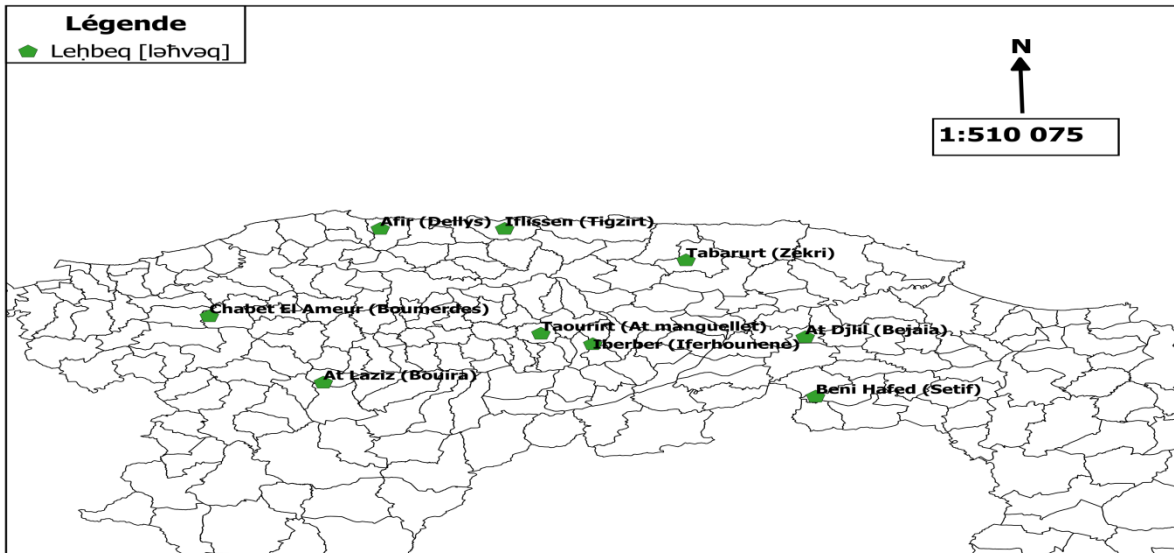 Légende
Leḥbeq [ləħvəq]
N
1:510 075
Afir (Dellys)
Iflissen (Tigzirt)
Tabarurt (Zekri)
Chabet El Ameur (Boumerdes)
Taourirt (At manguellet)
At Djlil (Bejaia)
Iberber (Iferhounene)
At Laziz (Bouira)
Beni Hafed (Setif)